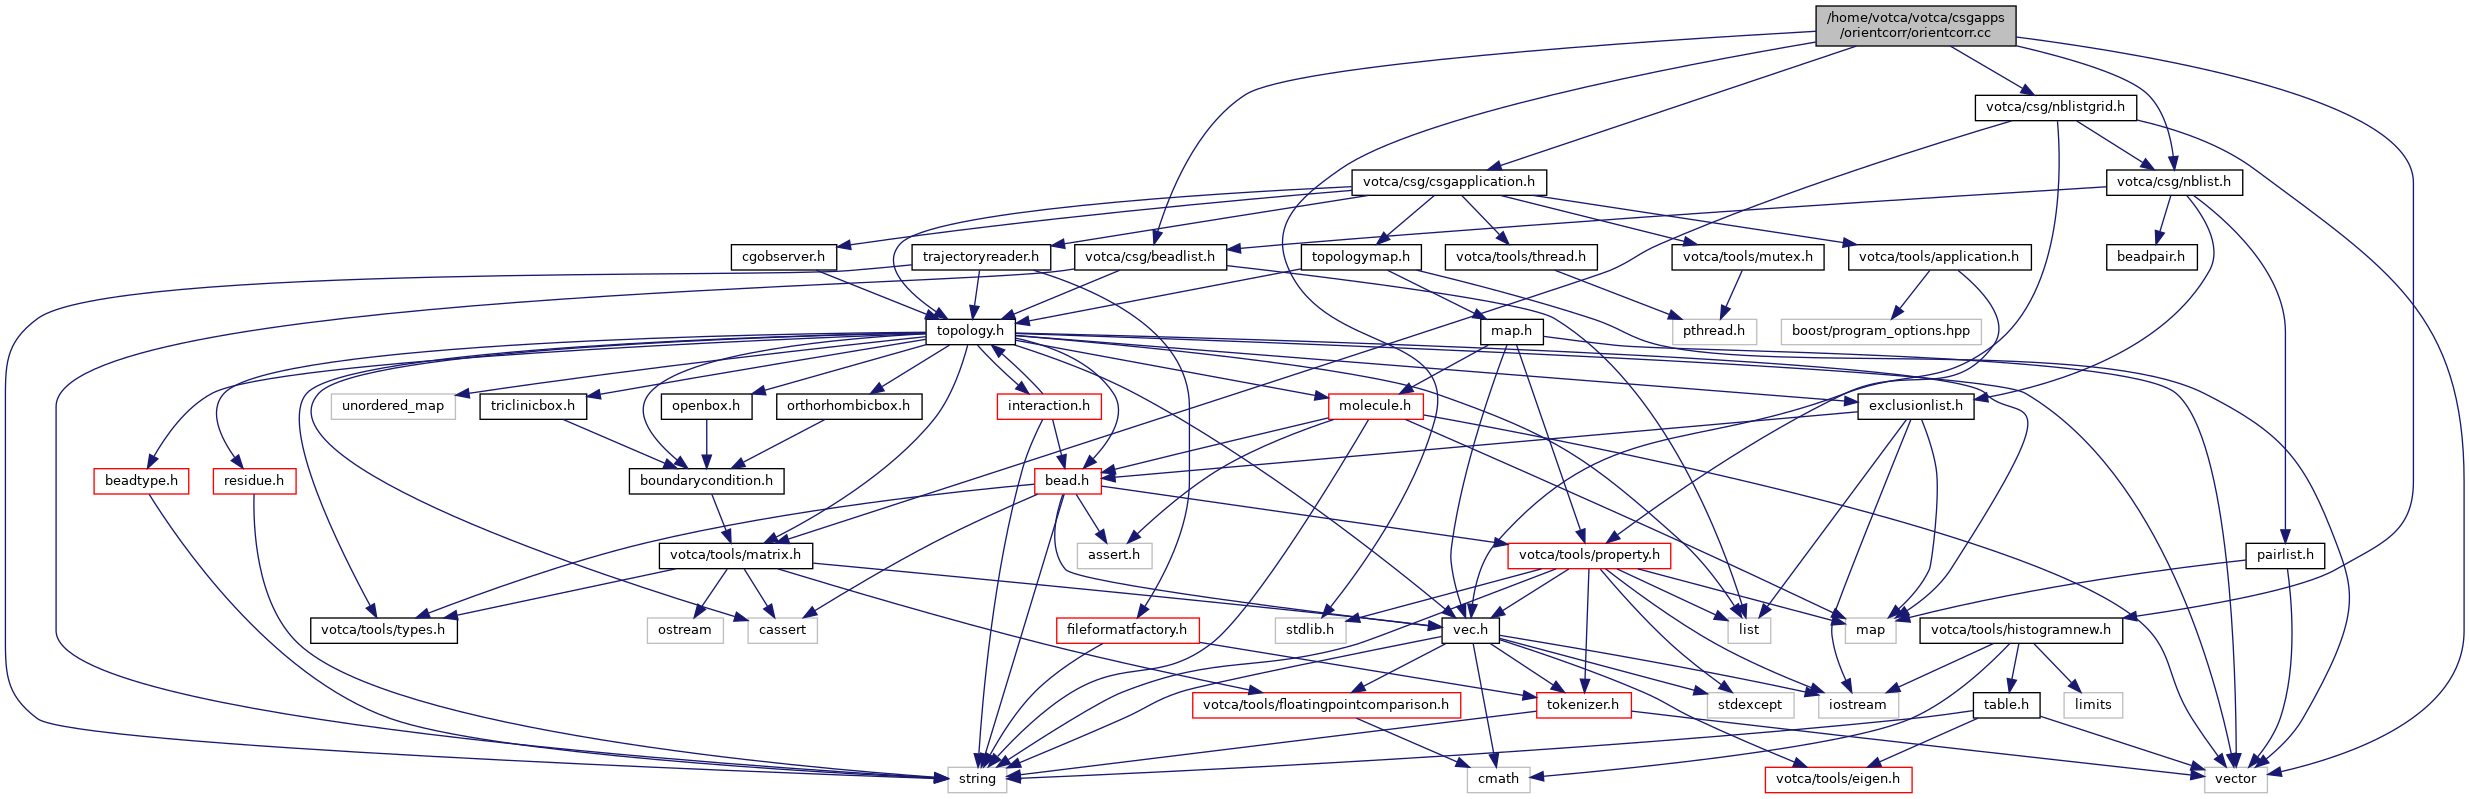 /home/votca/votca/csgapps
/orientcorr/orientcorr.cc
votca/csg/nblistgrid.h
votca/csg/csgapplication.h
votca/csg/nblist.h
cgobserver.h
trajectoryreader.h
votca/csg/beadlist.h
topologymap.h
votca/tools/thread.h
votca/tools/mutex.h
votca/tools/application.h
beadpair.h
topology.h
map.h
pthread.h
boost/program_options.hpp
unordered_map
triclinicbox.h
openbox.h
orthorhombicbox.h
interaction.h
molecule.h
exclusionlist.h
beadtype.h
residue.h
boundarycondition.h
bead.h
votca/tools/matrix.h
assert.h
votca/tools/property.h
pairlist.h
votca/tools/types.h
ostream
cassert
fileformatfactory.h
stdlib.h
vec.h
list
map
votca/tools/histogramnew.h
votca/tools/floatingpointcomparison.h
tokenizer.h
stdexcept
iostream
table.h
limits
string
cmath
votca/tools/eigen.h
vector